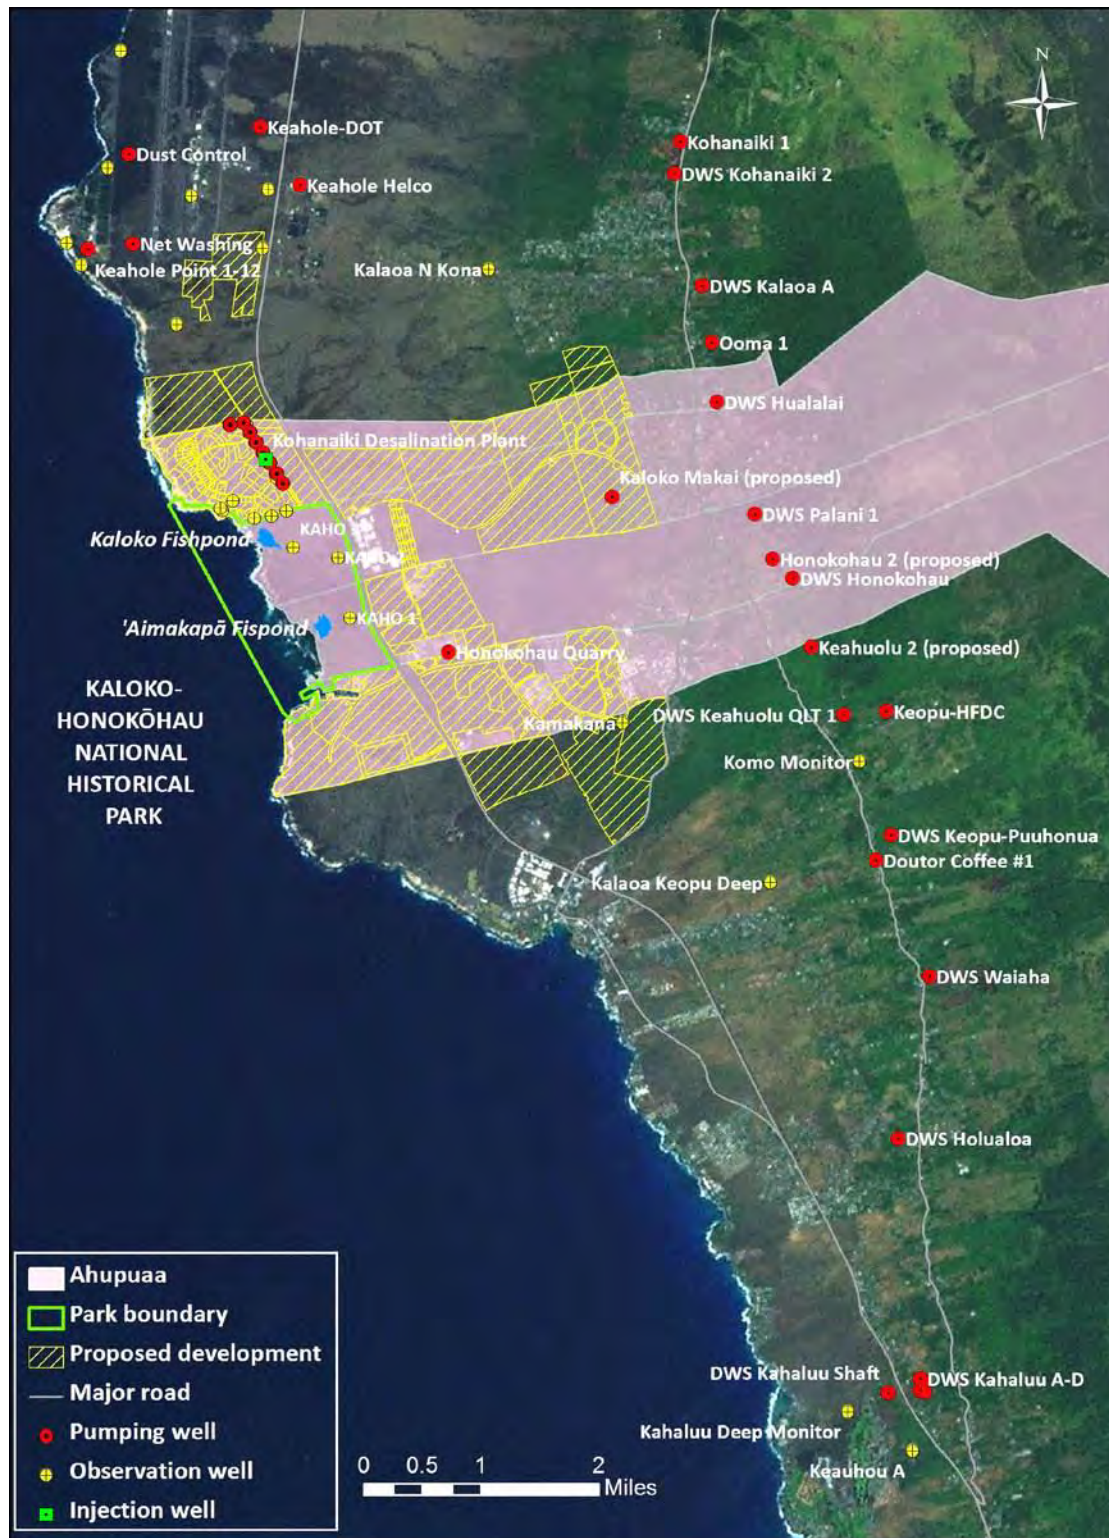 N
Keahole-DOT
Kohanaiki 1
Dust Control
DWS Kohanaiki 2
Keahole Helco
Net Washing
Kalaoa N Kona
Keahole Point 1-12
DWS Kalaoa A
Ooma 1
DWS Hualalai
Kohanaiki Desalination Plant
Kaloko Makai (proposed)
DWS Palani 1
KAHO
Kaloko Fishpond
KAHO 2
Honokohau 2 (proposed)
DWS Honokohau
KAHO 1
'Aimakapā Fispond
Honokohau Quarry
Keahuolu 2 (proposed)
KALOKO-
HONOKŌHAU
NATIONAL
HISTORICAL
PARK
Kamakana
DWS Keahuolu QLT 1
Keopu-HFDC
Komo Monitor
DWS Keopu-Puuhonua
Doutor Coffee #1
Kalaoa Keopu Deep
DWS Waiaha
DWS Holualoa
DWS Kahaluu Shaft
DWS Kahaluu A-D
Kahaluu Deep Monitor
Keauhou A
Ahupuaa
Park boundary
Proposed development
Major road
Pumping well
Observation well
Injection well
0 0.5 1 2
Miles